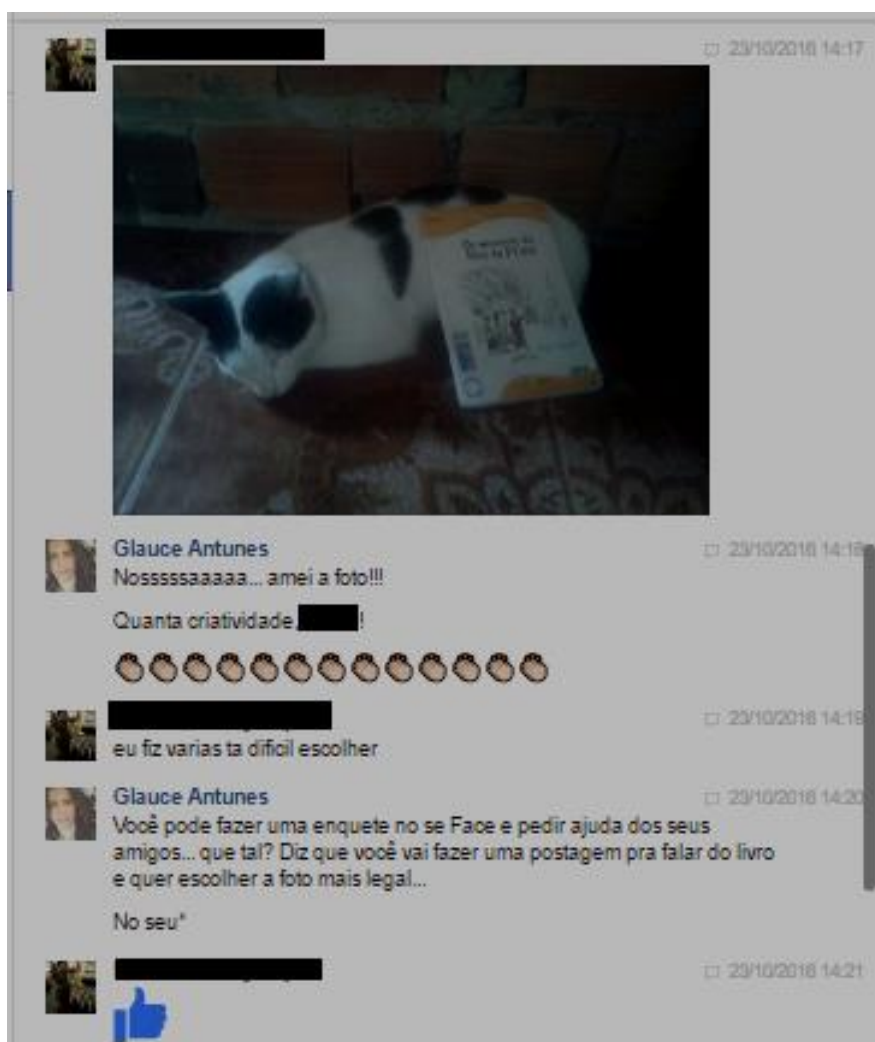 23/10/2016 14:17
Glauce Antunes
23/10/2016 14:18
Nosssssaaaaa... amei a foto!!!
Quanta criatividade, !
23/10/2016 14:19
eu fiz varias ta dificil escolher
Glauce Antunes
23/10/2016 14:20
Você pode fazer uma enquete no se Face e pedir ajuda dos seus
amigos... que tal? Diz que você vai fazer uma postagem pra falar do livro
e quer escolher a foto mais legal...
No seu*
23/10/2016 14:21